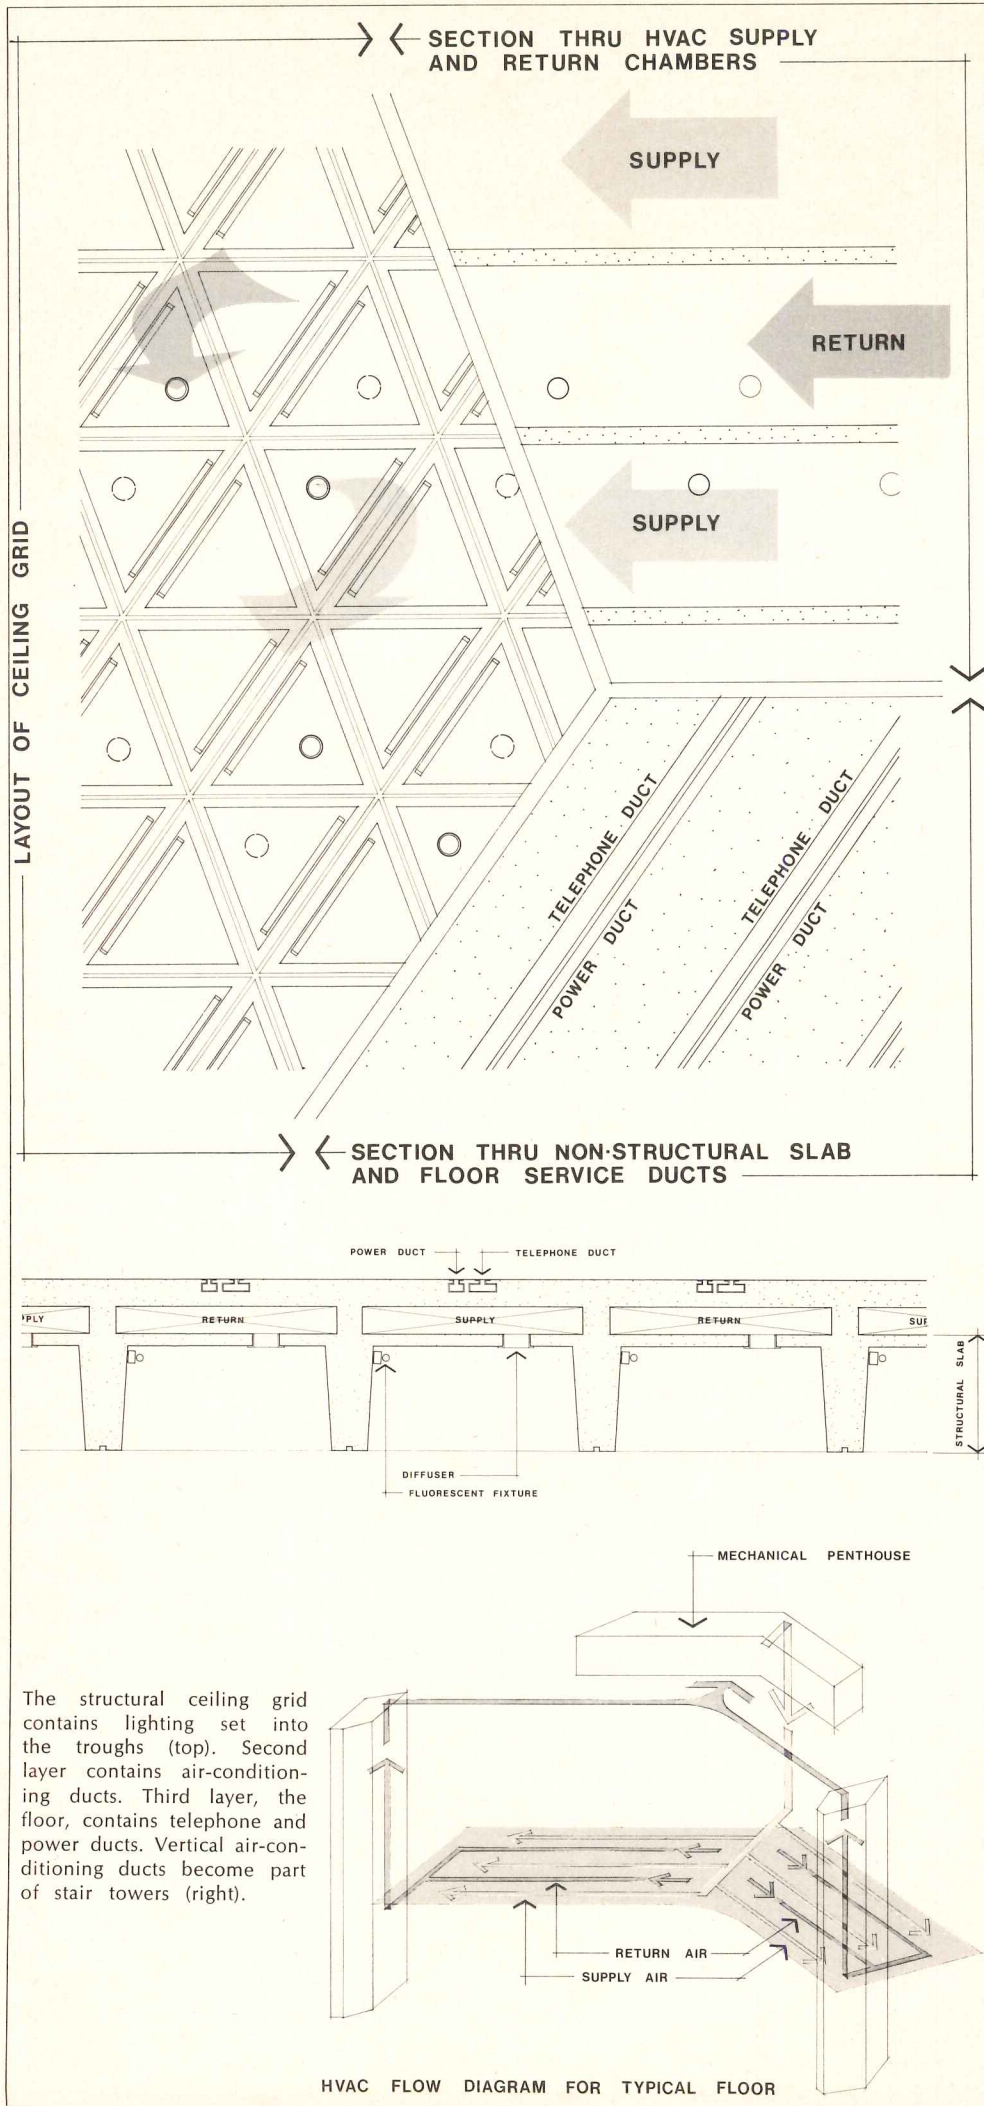 SECTION THRU HVAC SUPPLY
AND RETURN CHAMBERS
SUPPLY
RETURN
SUPPLY
LAYOUT OF CEILING GRID
TELEPHONE DUCT
POWER DUCT
TELEPHONE DUCT
POWER DUCT
SECTION THRU NON-STRUCTURAL SLAB
AND FLOOR SERVICE DUCTS
POWER DUCT
TELEPHONE DUCT
PPLY
RETURN
SUPPLY
RETURN
SUP
STRUCTURAL SLAB
DIFFUSER
FLUORESCENT FIXTURE
MECHANICAL PENTHOUSE
The structural ceiling grid
contains lighting set into
the troughs (top). Second
layer contains air-condition-
ing ducts. Third layer, the
floor, contains telephone and
power ducts. Vertical air-con-
ditioning ducts become part
of stair towers (right).
RETURN AIR
SUPPLY AIR
HVAC FLOW DIAGRAM FOR TYPICAL FLOOR